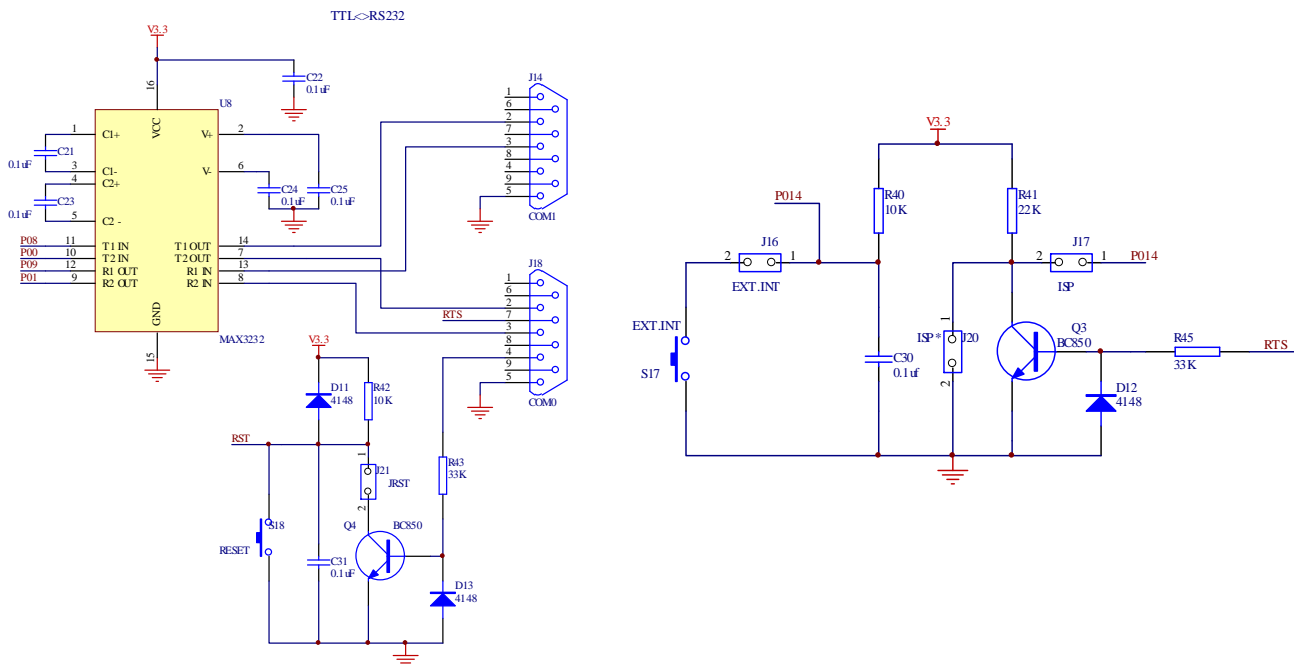 TTL<>RS232
V3.3
16
C22
0.1uF
U8
J14
1
6
2
7
3
8
4
9
5
COM1
1 C1+ VCC V+ 2
C21
0.1uF
3 C1- V- 6
4 C2+
C23
0.1uF
5 C2 -
C24
0.1uF
C25
0.1uF
P08 11 T1 IN T1 OUT 14
P00 10 T2 IN T2 OUT 7
P09 12 R1 OUT R1 IN 13
P01 9 R2 OUT R2 IN 8
GND
15
MAX3232
J18
1
6
2
RTS 7
3
8
4
9
5
COM0
V3.3
D11
4148
R42
10K
RST
1
J21
JRST
2
R43
33K
S18
RESET
Q4
BC850
C31
0.1uF
D13
4148
V3.3
P014
R40
10K
R41
22K
2 J16 1
EXT.INT
2 J17 1
P014
ISP
EXT.INT
S17
C30
0.1uf
1
ISP*
J20
2
Q3
BC850
R45
33K
RTS
D12
4148